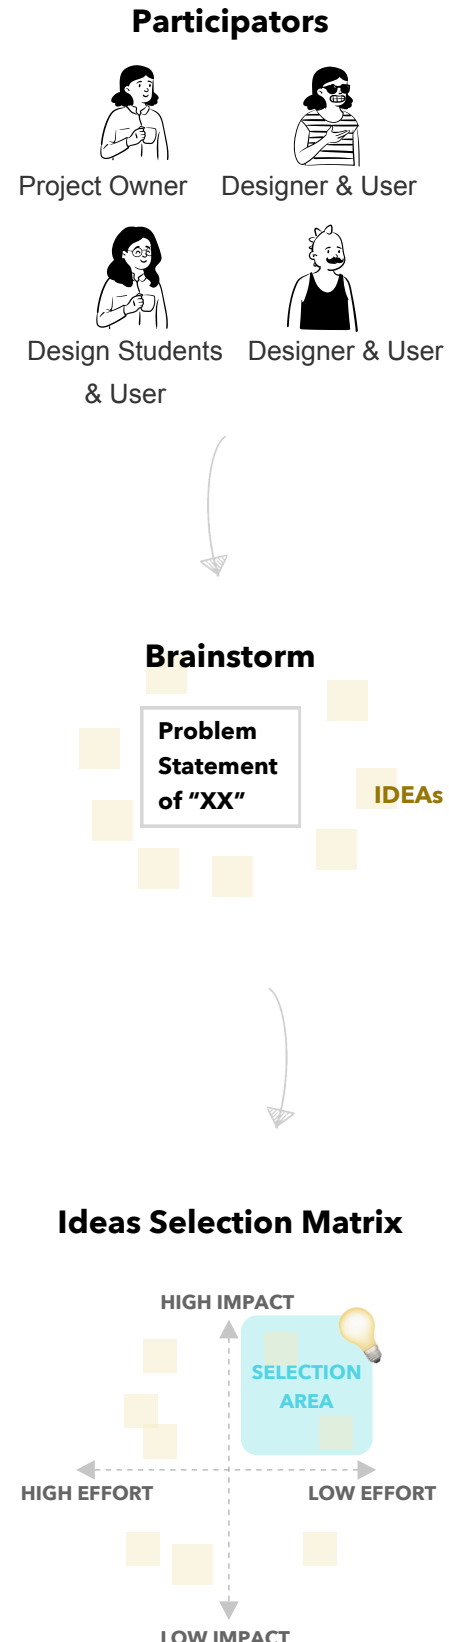 Participators
Project Owner
Designer & User
Design Students
& User
Designer & User
Brainstorm
Problem
Statement
of “XX”
IDEAs
Ideas Selection Matrix
HIGH IMPACT
SELECTION
AREA
HIGH EFFORT
LOW EFFORT
LOW IMPACT